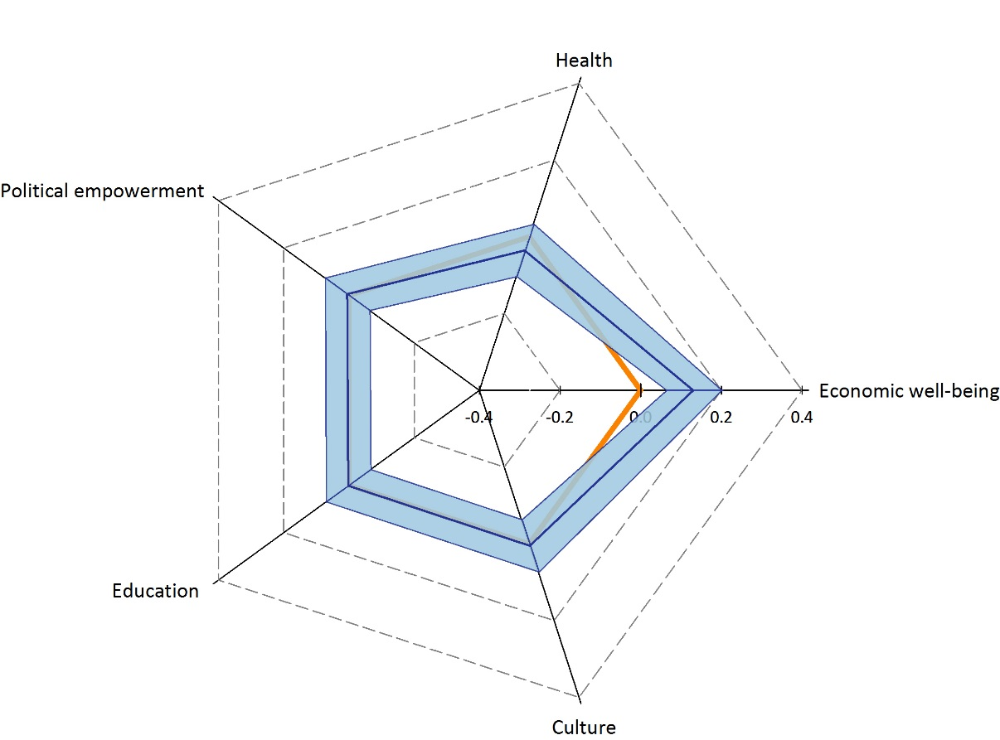 Health
Political empowerment
Economic well-being
-0.4 -0.2 0.0 0.2 0.4
Education
Culture